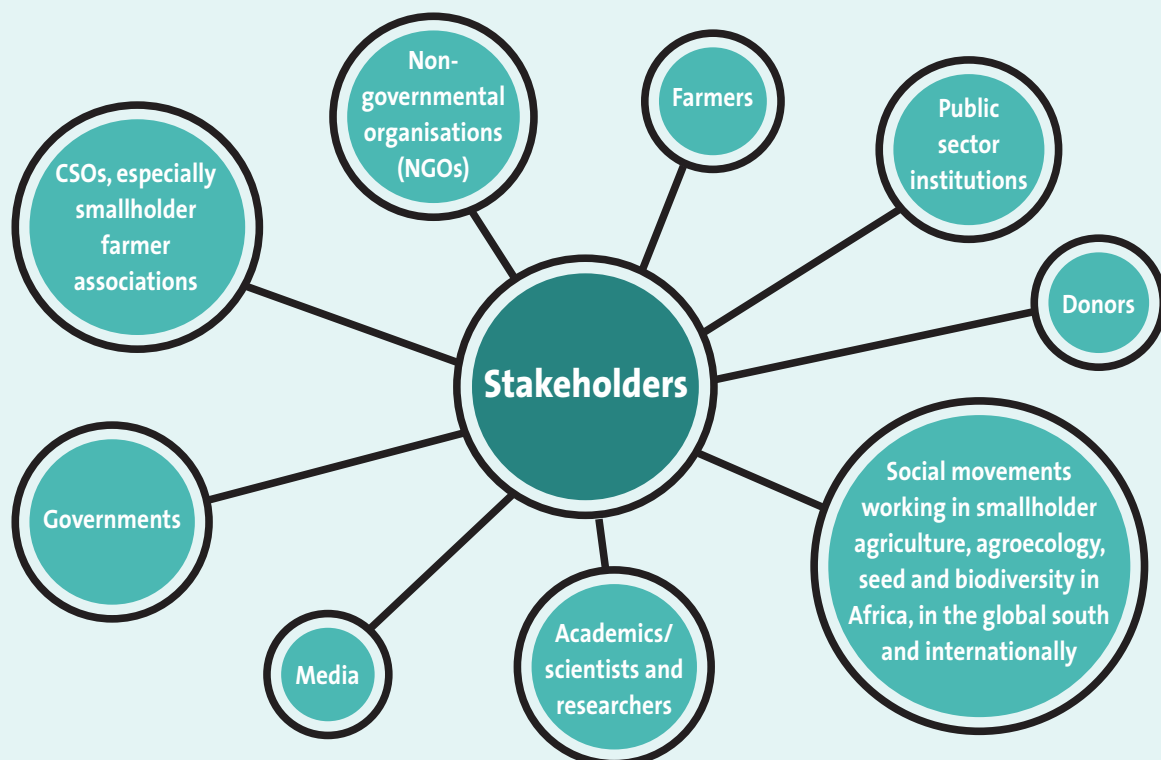 Non-
governmental
organisations
(NGOs)
Farmers
Public
sector
institutions
CSOs, especially
smallholder
farmer
associations
Donors
Stakeholders
Governments
Social movements
working in smallholder
agriculture, agroecology,
seed and biodiversity in
Africa, in the global south
and internationally
Media
Academics/
scientists and
researchers